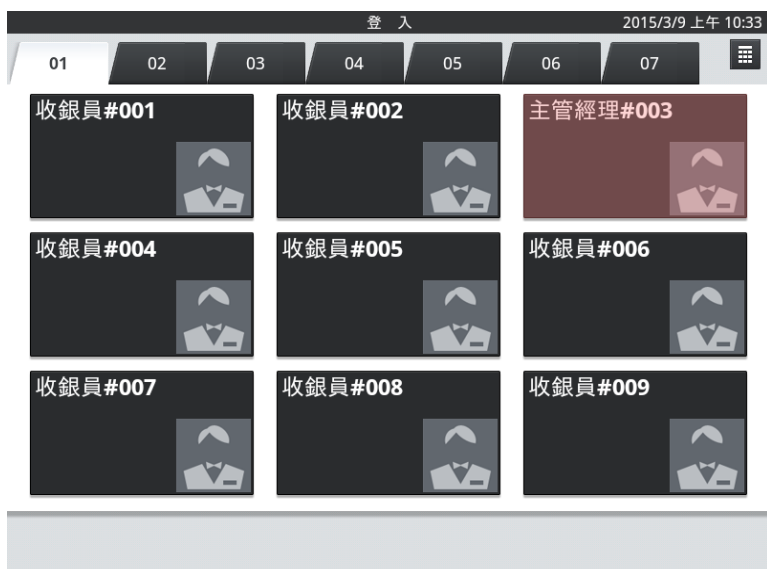 登 入 2015/3/9 上午 10:33
01 02 03 04 05 06 07
收銀員#001 收銀員#002 主管經理#003
收銀員#004 收銀員#005 收銀員#006
收銀員#007 收銀員#008 收銀員#009